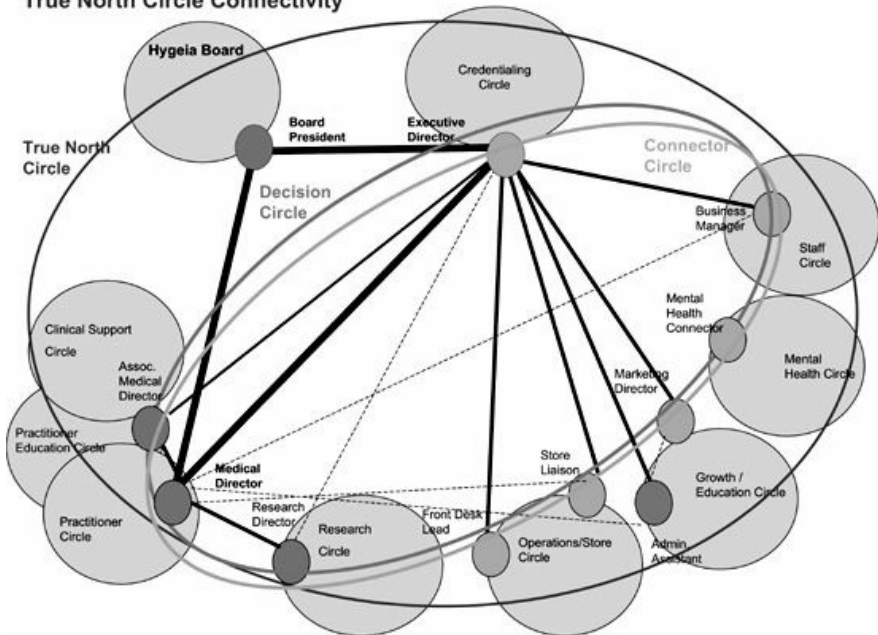 True North Circle Connectivity
Hygeia Board
Credentialing
Circle
Board
President
Executive
Director
True North
Circle
Decision
Circle
Connector
Circle
Business
Manager
Staff
Circle
Mental
Health
Connector
Clinical Support
Circle
Assoc.
Medical
Director
Marketing
Director
Mental
Health Circle
Practitioner
Education Circle
Medical
Director
Store
Liaison
Growth /
Education Circle
Practitioner
Circle
Research
Director
Research
Circle
Front Desk
Lead
Operations/Store
Circle
Admin
Assistant